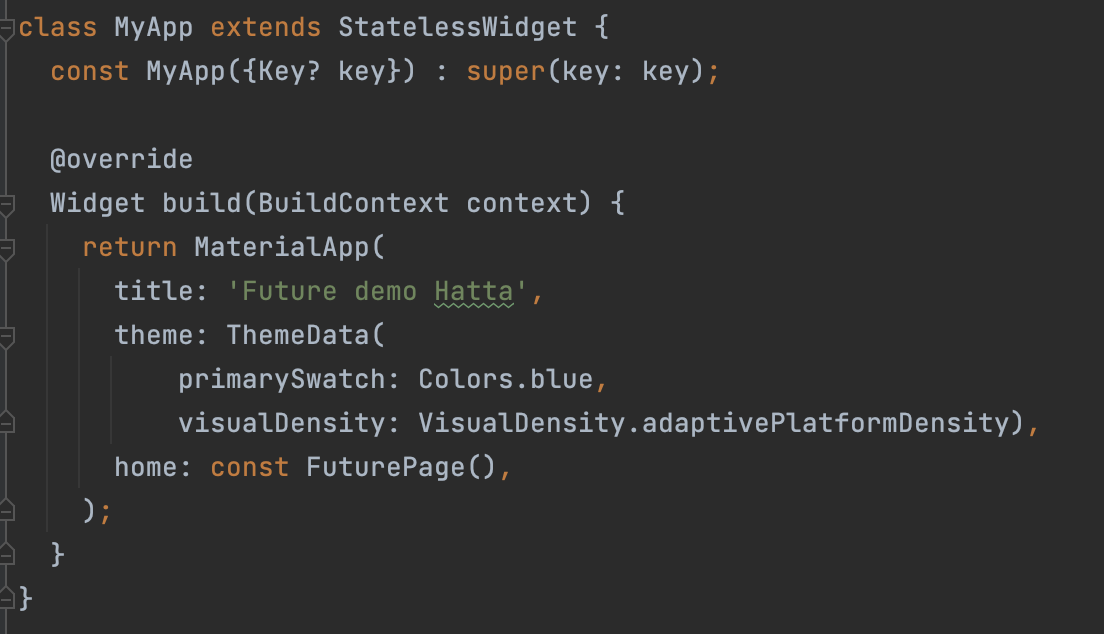 class MyApp extends StatelessWidget {
  const MyApp({Key? key}) : super(key: key);

  @override
  Widget build(BuildContext context) {
    return MaterialApp(
      title: 'Future demo Hatta',
      theme: ThemeData(
          primarySwatch: Colors.blue,
          visualDensity: VisualDensity.adaptivePlatformDensity),
      home: const FuturePage(),
    );
  }
}